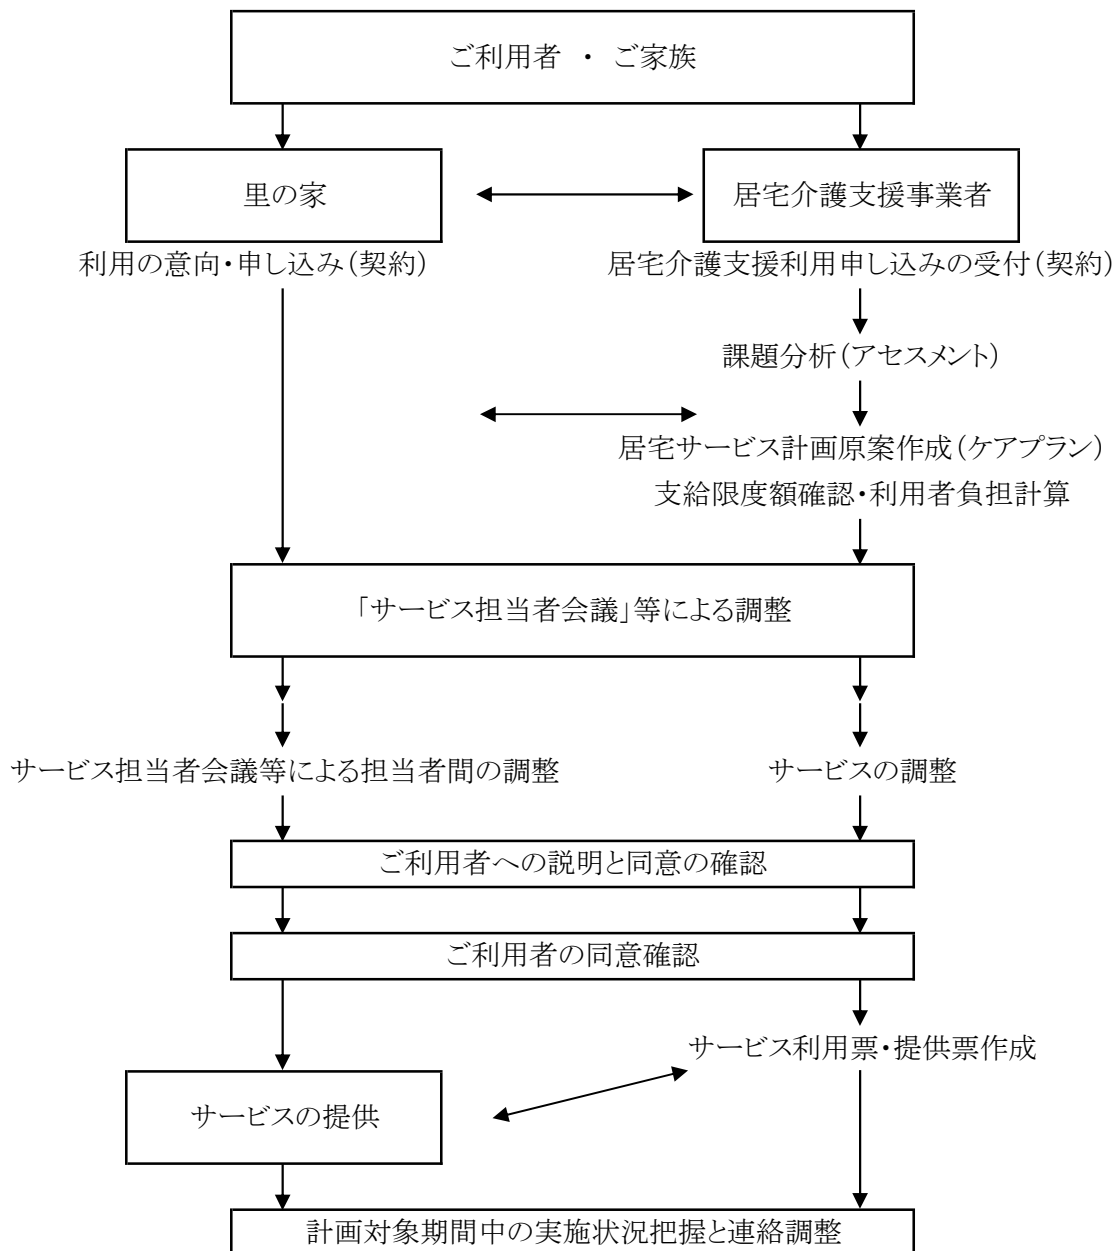 ご利用者 ・ ご家族
里の家
居宅介護支援事業者
利用の意向・申し込み(契約)
居宅介護支援利用申し込みの受付(契約)
課題分析(アセスメント)
居宅サービス計画原案作成(ケアプラン)
支給限度額確認・利用者負担計算
「サービス担当者会議」等による調整
サービス担当者会議等による担当者間の調整
サービスの調整
ご利用者への説明と同意の確認
ご利用者の同意確認
サービス利用票・提供票作成
サービスの提供
計画対象期間中の実施状況把握と連絡調整